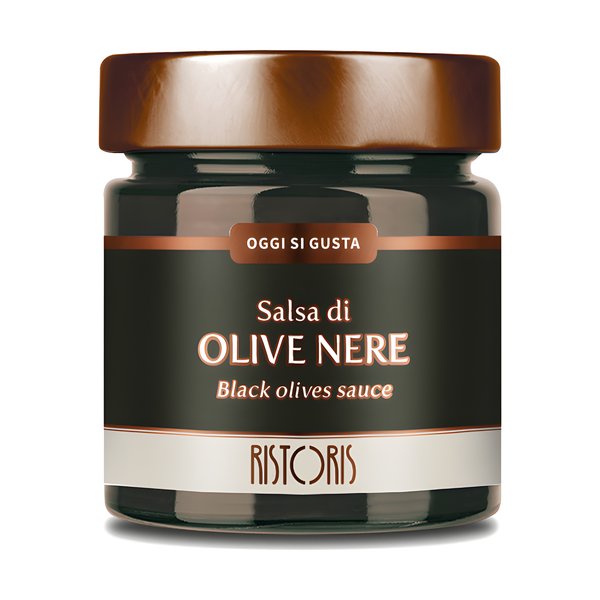 OGGI SI GUSTA
Salsa di
OLIVE NERE
Black olives sauce
RISTORIS